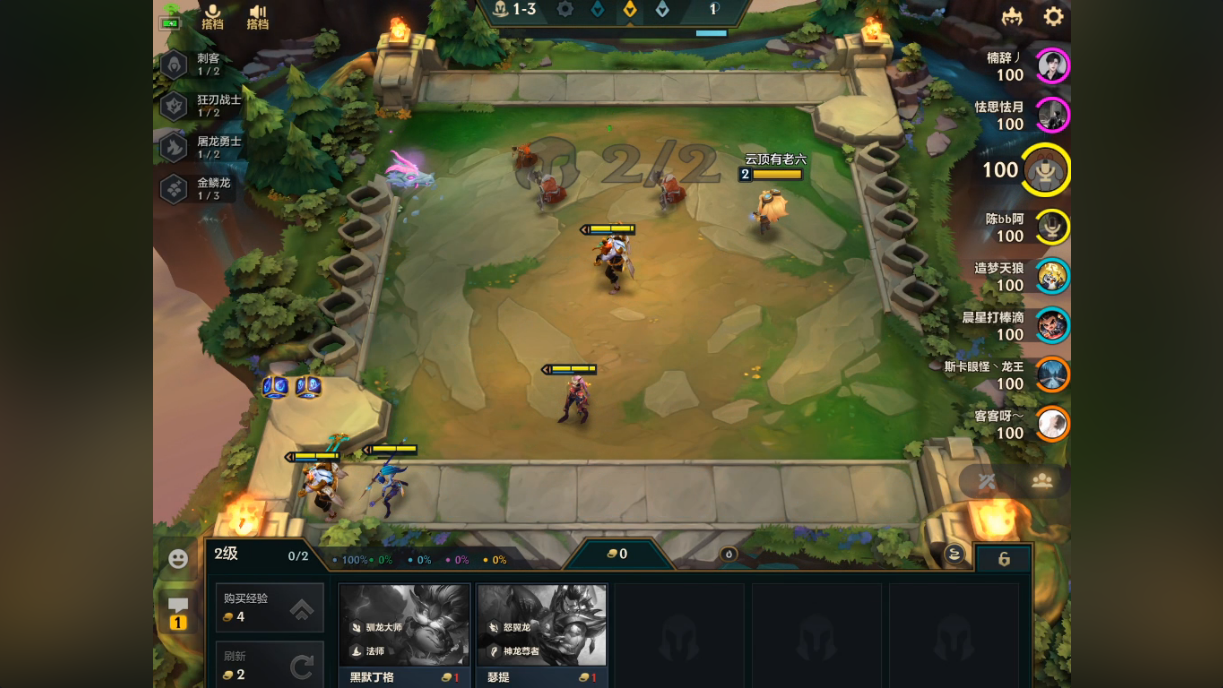 搭档
搭档
1-3
1
刺客
1 / 2
狂刃战士
1 / 2
屠龙勇士
1 / 2
金鳞龙
1 / 3
2/2
云顶有老六
2
楠辞丿
100
怯思怯月
100
100
陈bb阿
100
造梦天狼
100
晨星打棒滴
100
斯卡眼怪丶龙王
100
客客呀～
100
2级
0/2
100% 0% 0% 0% 0%
0
购买经验
4
刷新
2
1
驯龙大师
法师
黑默丁格
1
怒翼龙
神龙尊者
瑟提
1